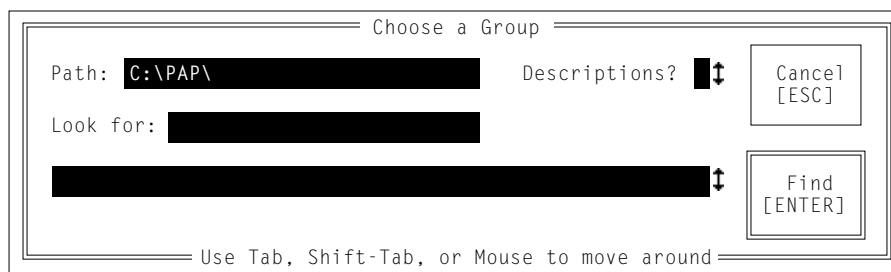 Choose a Group
Path: C:\PAP\ Descriptions? Cancel
[ESC]
Look for:
Find
[ENTER]
Use Tab, Shift-Tab, or Mouse to move around